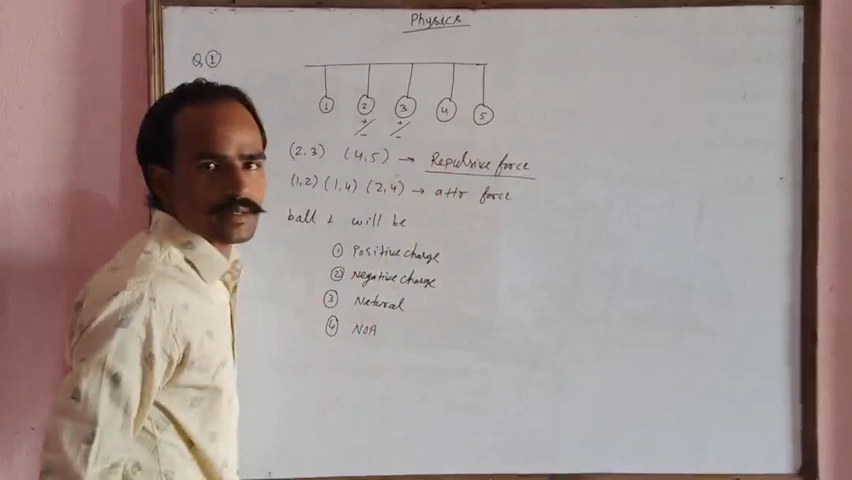 Physics
Q ①
1 2 3 4 5
+/- +/-
(2.3) (4,5) → Repulsive force
(1,2) (1,4) (2,4) → attr force
ball 1 will be
① Positive charge
② Negative charge
③ Neteral
④ NOA